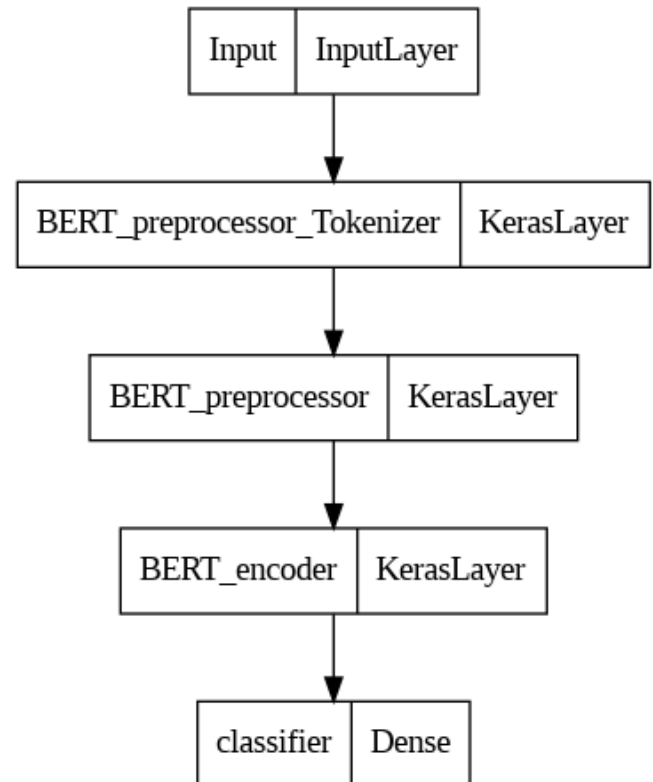 Input InputLayer
BERT_preprocessor_Tokenizer KerasLayer
BERT_preprocessor KerasLayer
BERT_encoder KerasLayer
classifier Dense